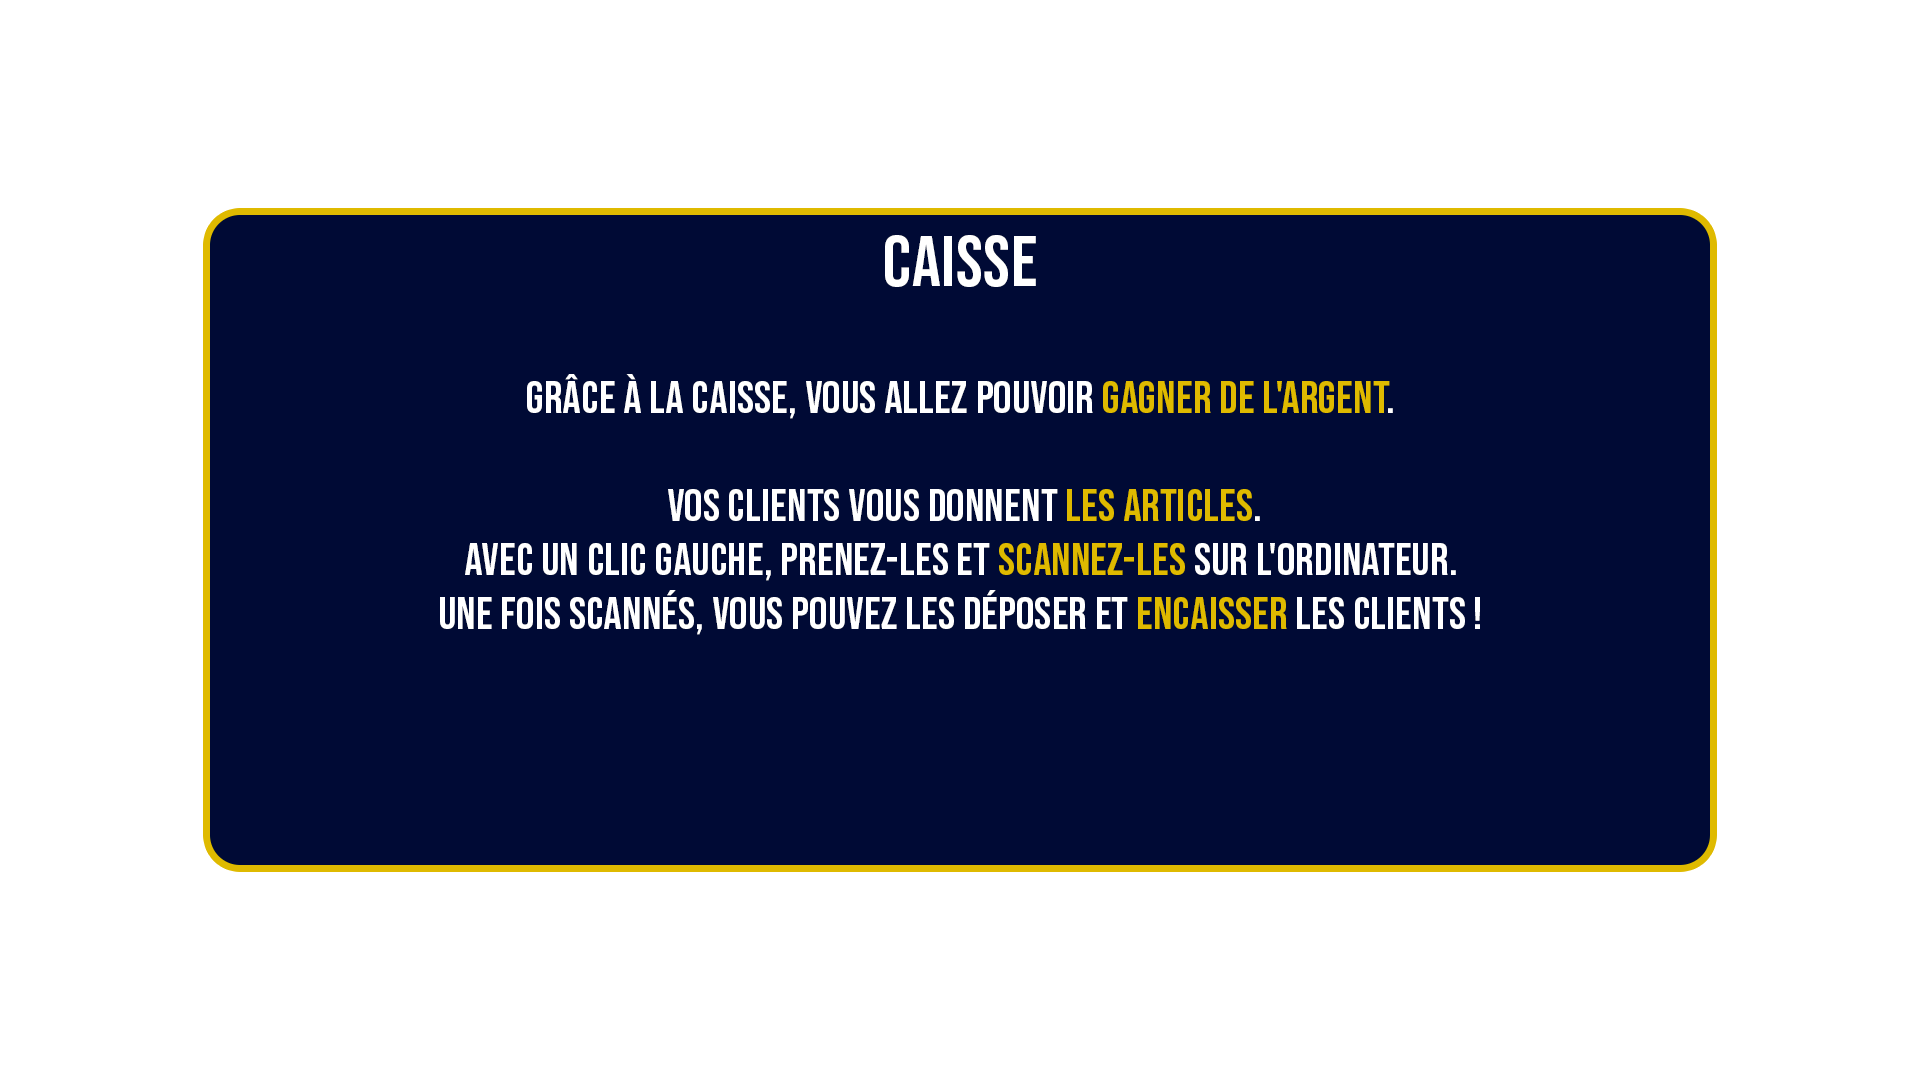 CAISSE
GRÂCE À LA CAISSE, VOUS ALLEZ POUVOIR GAGNER DE L'ARGENT.
VOS CLIENTS VOUS DONNENT LES ARTICLES.
AVEC UN CLIC GAUCHE, PRENEZ-LES ET SCANNEZ-LES SUR L'ORDINATEUR.
UNE FOIS SCANNÉS, VOUS POUVEZ LES DÉPOSER ET ENCAISSER LES CLIENTS !